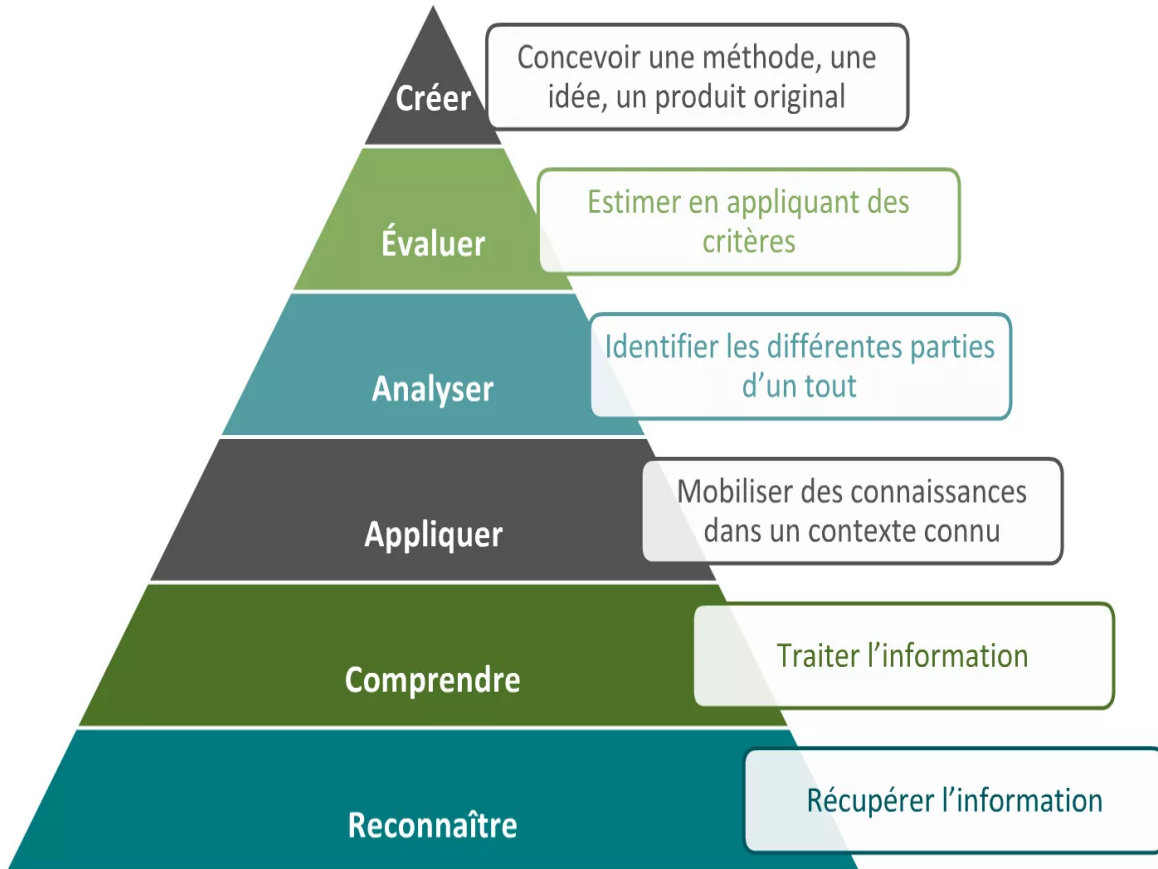 Créer
Concevoir une méthode, une
idée, un produit original
Évaluer
Estimer en appliquant des
critères
Analyser
Identifier les différentes parties
d’un tout
Appliquer
Mobiliser des connaissances
dans un contexte connu
Comprendre
Traiter l’information
Reconnaître
Récupérer l’information